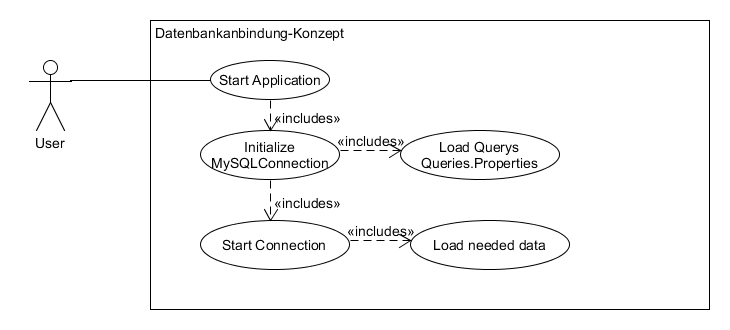 Datenbankanbindung-Konzept
Start Application
User
«includes»
Initialize
MySQLConnection
«includes»
Load Querys
Queries.Properties
«includes»
Start Connection
«includes»
Load needed data